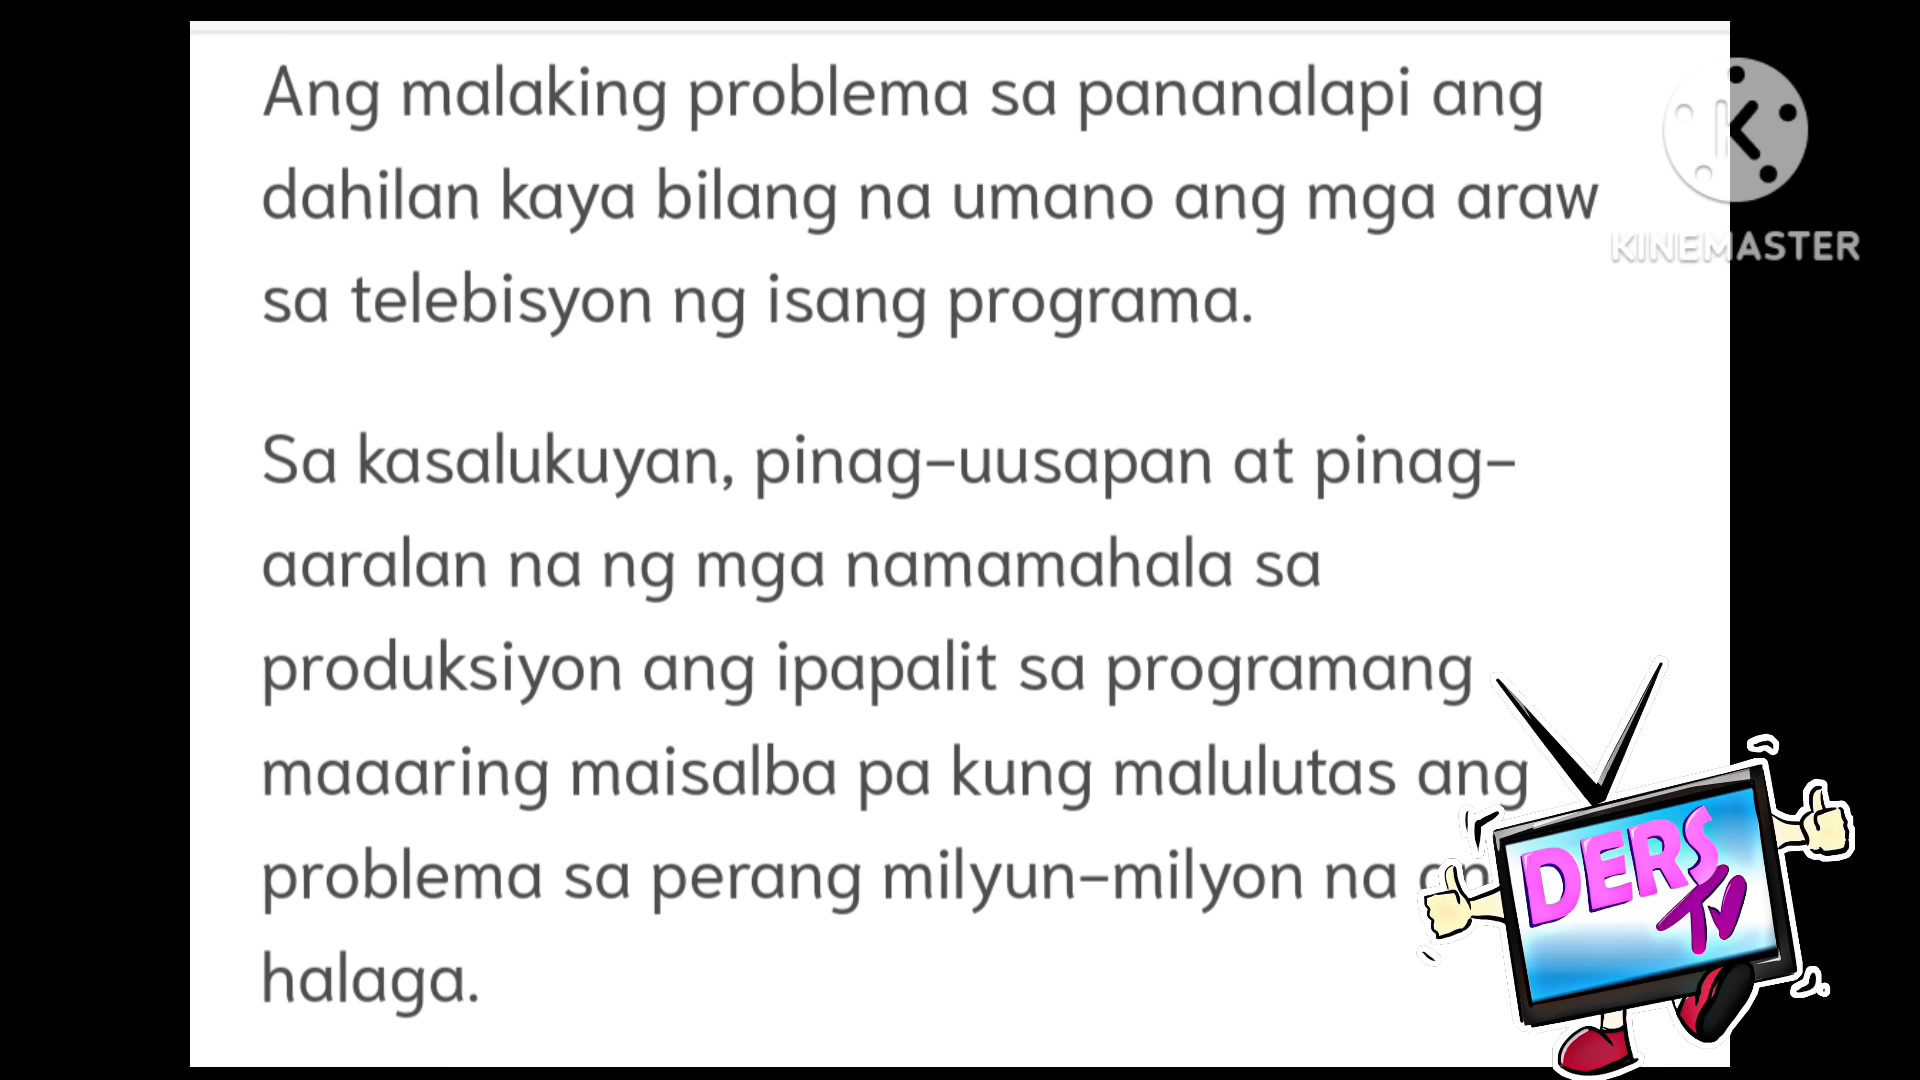 Ang malaking problema sa pananalapi ang
dahilan kaya bilang na umano ang mga araw
sa telebisyon ng isang programa.
Sa kasalukuyan, pinag-uusapan at pinag-
aaralan na ng mga namamahala sa
produksiyon ang ipapalit sa programang
maaaring maisalba pa kung malulutas ang
problema sa perang milyun-milyon na
halaga.
K
KINEMASTER
DERS
TV